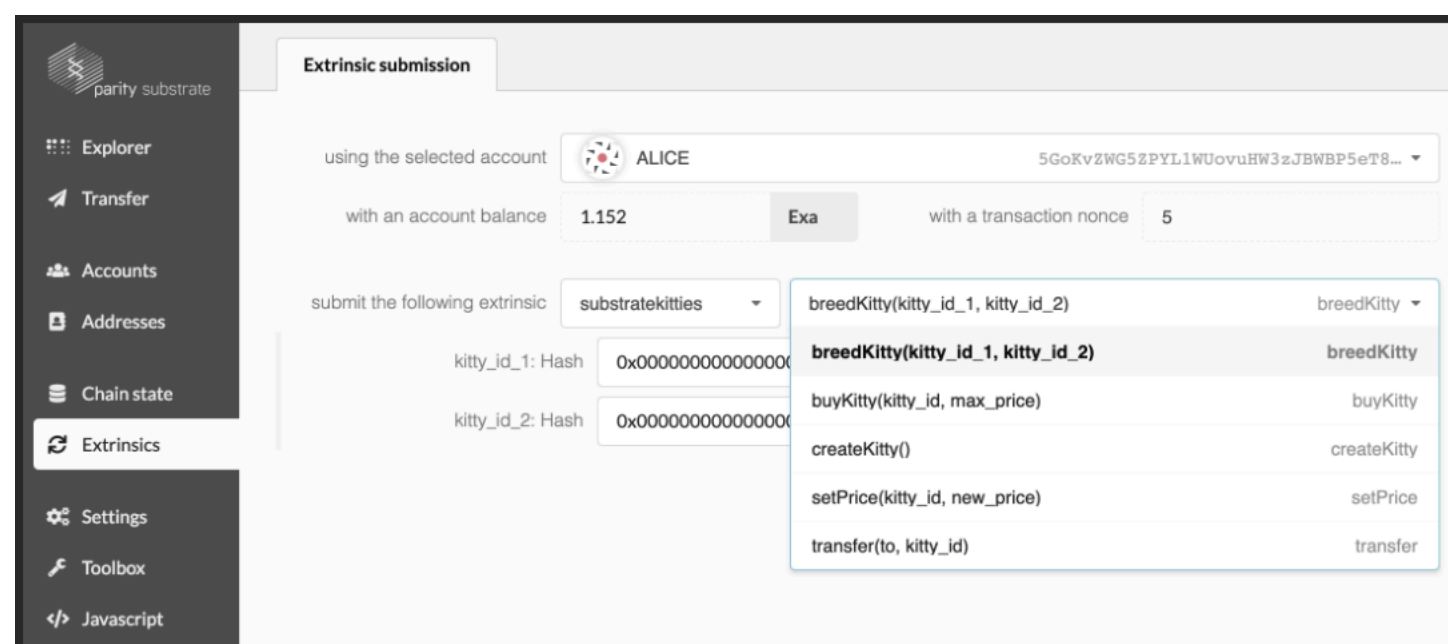 parity substrate
Explorer
Transfer
Accounts
Addresses
Chain state
Extrinsics
Settings
Toolbox
Javascript
Extrinsic submission
using the selected account ALICE 5GoKvZWG5ZPYL1WUovuHW3zJBWBP5eT8…
with an account balance 1.152 Exa with a transaction nonce 5
submit the following extrinsic substratekitties breedKitty(kitty_id_1, kitty_id_2) breedKitty
kitty_id_1: Hash 0x0000000000000000
kitty_id_2: Hash 0x0000000000000000
breedKitty(kitty_id_1, kitty_id_2) breedKitty
buyKitty(kitty_id, max_price) buyKitty
createKitty() createKitty
setPrice(kitty_id, new_price) setPrice
transfer(to, kitty_id) transfer